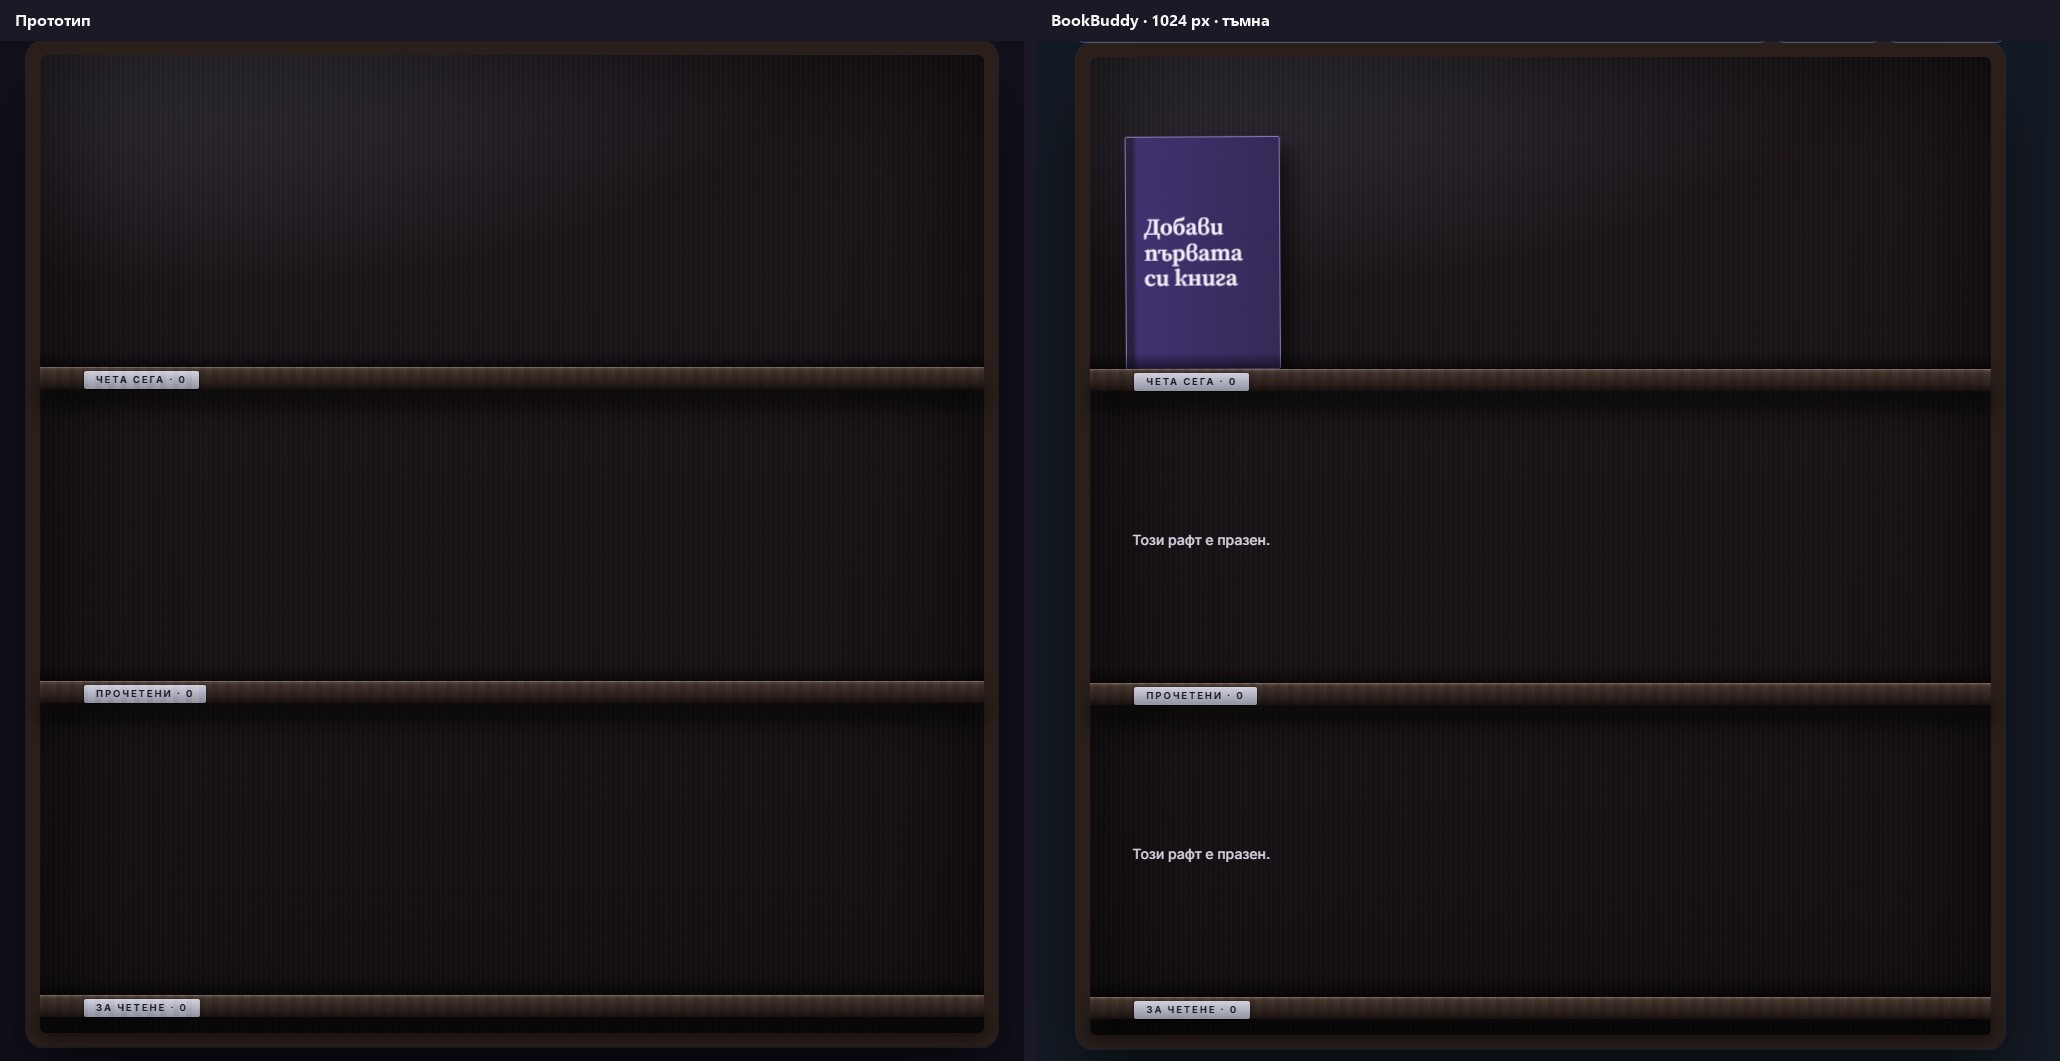 Прототип
BookBuddy · 1024 px · тъмна
ЧЕТА СЕГА · 0
ПРОЧЕТЕНИ · 0
ЗА ЧЕТЕНЕ · 0
Добави
първата
си книга
ЧЕТА СЕГА · 0
Този рафт е празен.
ПРОЧЕТЕНИ · 0
Този рафт е празен.
ЗА ЧЕТЕНЕ · 0